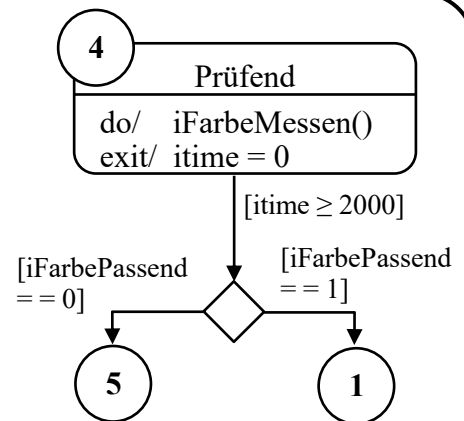 4
Prüfend
do/ iFarbeMessen()
exit/ itime = 0
[itime ≥ 2000]
[iFarbePassend
= = 0]
[iFarbePassend
= = 1]
5
1